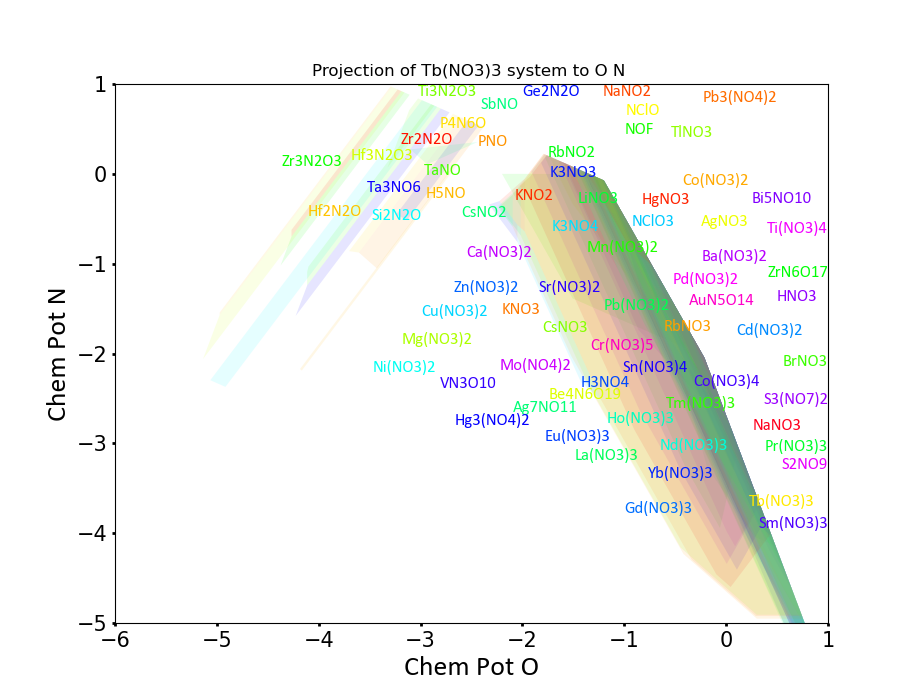 Projection of Tb(NO3)3 system to O N
1
Ti3N2O3 Ge2N2O NaNO2
Pb3(NO4)2
SbNO
NClO
P4N6O
NOF TlNO3
Zr2N2O PNO
RbNO2
Zr3N2O3 Hf3N2O3
TaNO K3NO3
0
Co(NO3)2
Ta3NO6 H5NO KNO2
UNO3 HgNO3 Bi5NO10
Hf2N2O Si2N2O CsNO2
K3NO4 NClO3 AgNO3 Ti(NO3)4
Mn(NO3)2
Ca(NO3)2 Ba(NO3)2
−1
ZrN6O17
Pd(NO3)2
Zn(NO3)2 Sr(NO3)2
AuN5O14 HNO3
Cu(NO3)2 KNO3 Pb(NO3)2
CsNO3 RbNO3 Cd(NO3)2
Mg(NO3)2 Cr(NO3)5
−2
BrNO3
Ni(NO3)2 Mo(NO4)2 Sn(NO3)4
VN3O10 H3NO4 Co(NO3)4
Be4N6O19
Ag7NO11 Tm(NO3)3 S3(NO7)2
Hg3(NO4)2 Ho(NO3)3 NaNO3
Eu(NO3)3
−3
Nd(NO3)3 Pr(NO3)3
La(NO3)3 S2NO9
Yb(NO3)3
Tb(NO3)3
Gd(NO3)3
Sm(NO3)3
−4
−5
−6 −5 −4 −3 −2 −1 0 1
Chem Pot O
Chem Pot N